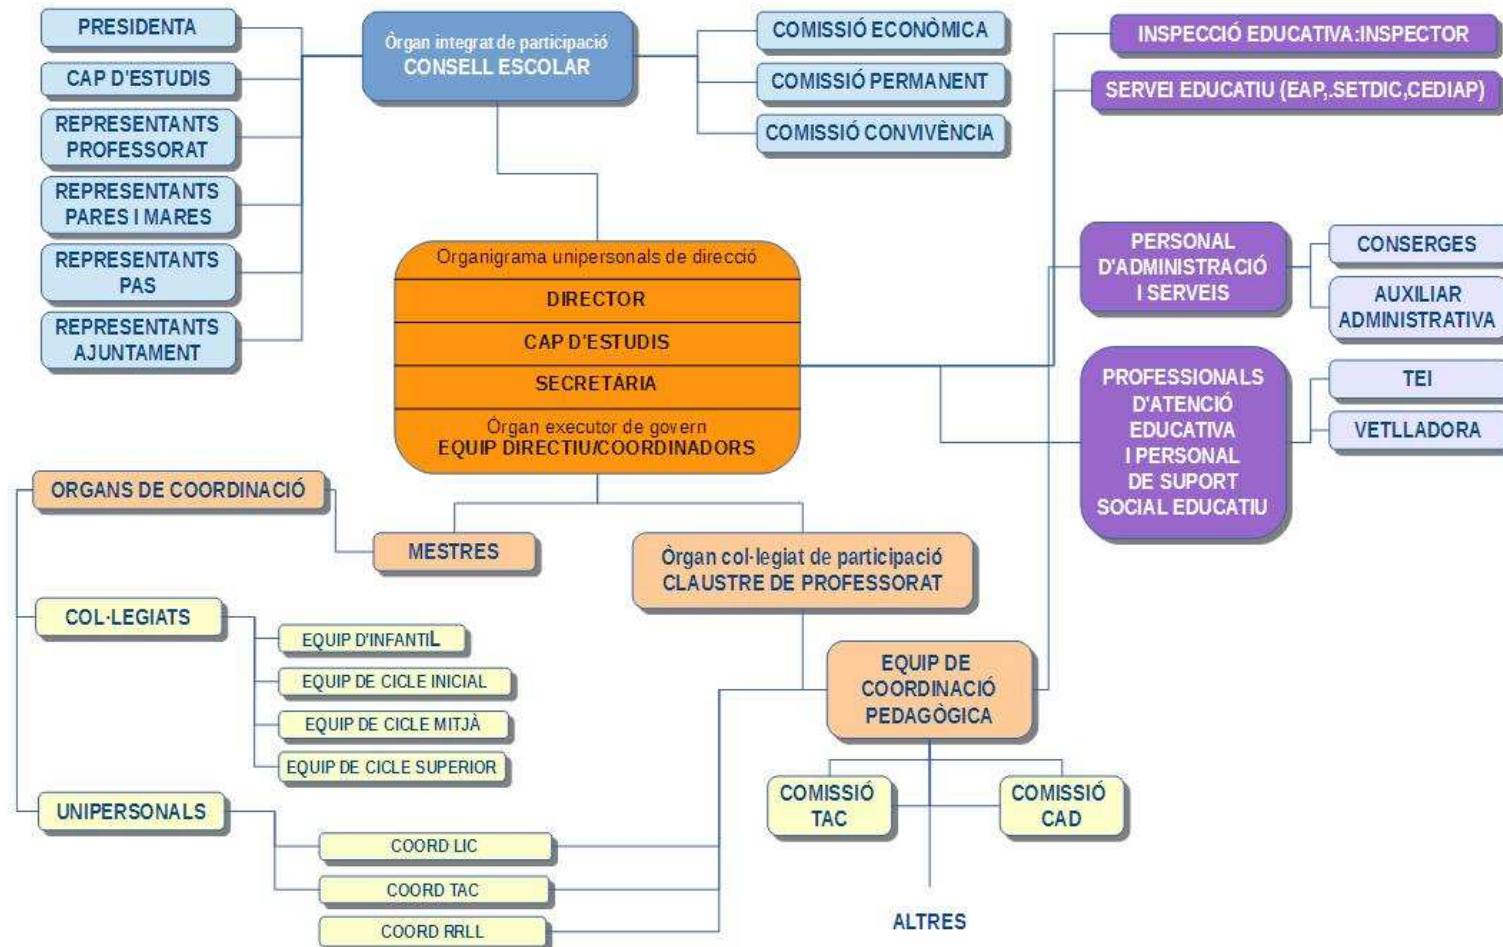 PRESIDENTA
CAP D'ESTUDIS
REPRESENTANTS
PROFESSORAT
REPRESENTANTS
PARES I MARES
REPRESENTANTS
PAS
REPRESENTANTS
AJUNTAMENT
Òrgan integrat de participació
CONSELL ESCOLAR
COMISSIÓ ECONÒMICA
COMISSIÓ PERMANENT
COMISSIÓ CONVIVÈNCIA
INSPECCIÓ EDUCATIVA:INSPECTOR
SERVEI EDUCATIU (EAP,.SETDIC,CEDIAP)
PERSONAL
D'ADMINISTRACIÓ
I SERVEIS
CONSERGES
AUXILIAR
ADMINISTRATIVA
PROFESSIONALS
D'ATENCIÓ
EDUCATIVA
I PERSONAL
DE SUPORT
SOCIAL EDUCATIU
TEI
VETLLADORA
Organigrama unipersonals de direcció
DIRECTOR
CAP D'ESTUDIS
SECRETÀRIA
Òrgan executor de govern
EQUIP DIRECTIU/COORDINADORS
ORGANS DE COORDINACIÓ
MESTRES
Òrgan col·legiat de participació
CLAUSTRE DE PROFESSORAT
COL·LEGIATS
EQUIP D'INFANTIL
EQUIP DE CICLE INICIAL
EQUIP DE CICLE MITJÀ
EQUIP DE CICLE SUPERIOR
UNIPERSONALS
COORD LIC
COORD TAC
COORD RRLL
EQUIP DE
COORDINACIÓ
PEDAGÒGICA
COMISSIÓ
TAC
COMISSIÓ
CAD
ALTRES